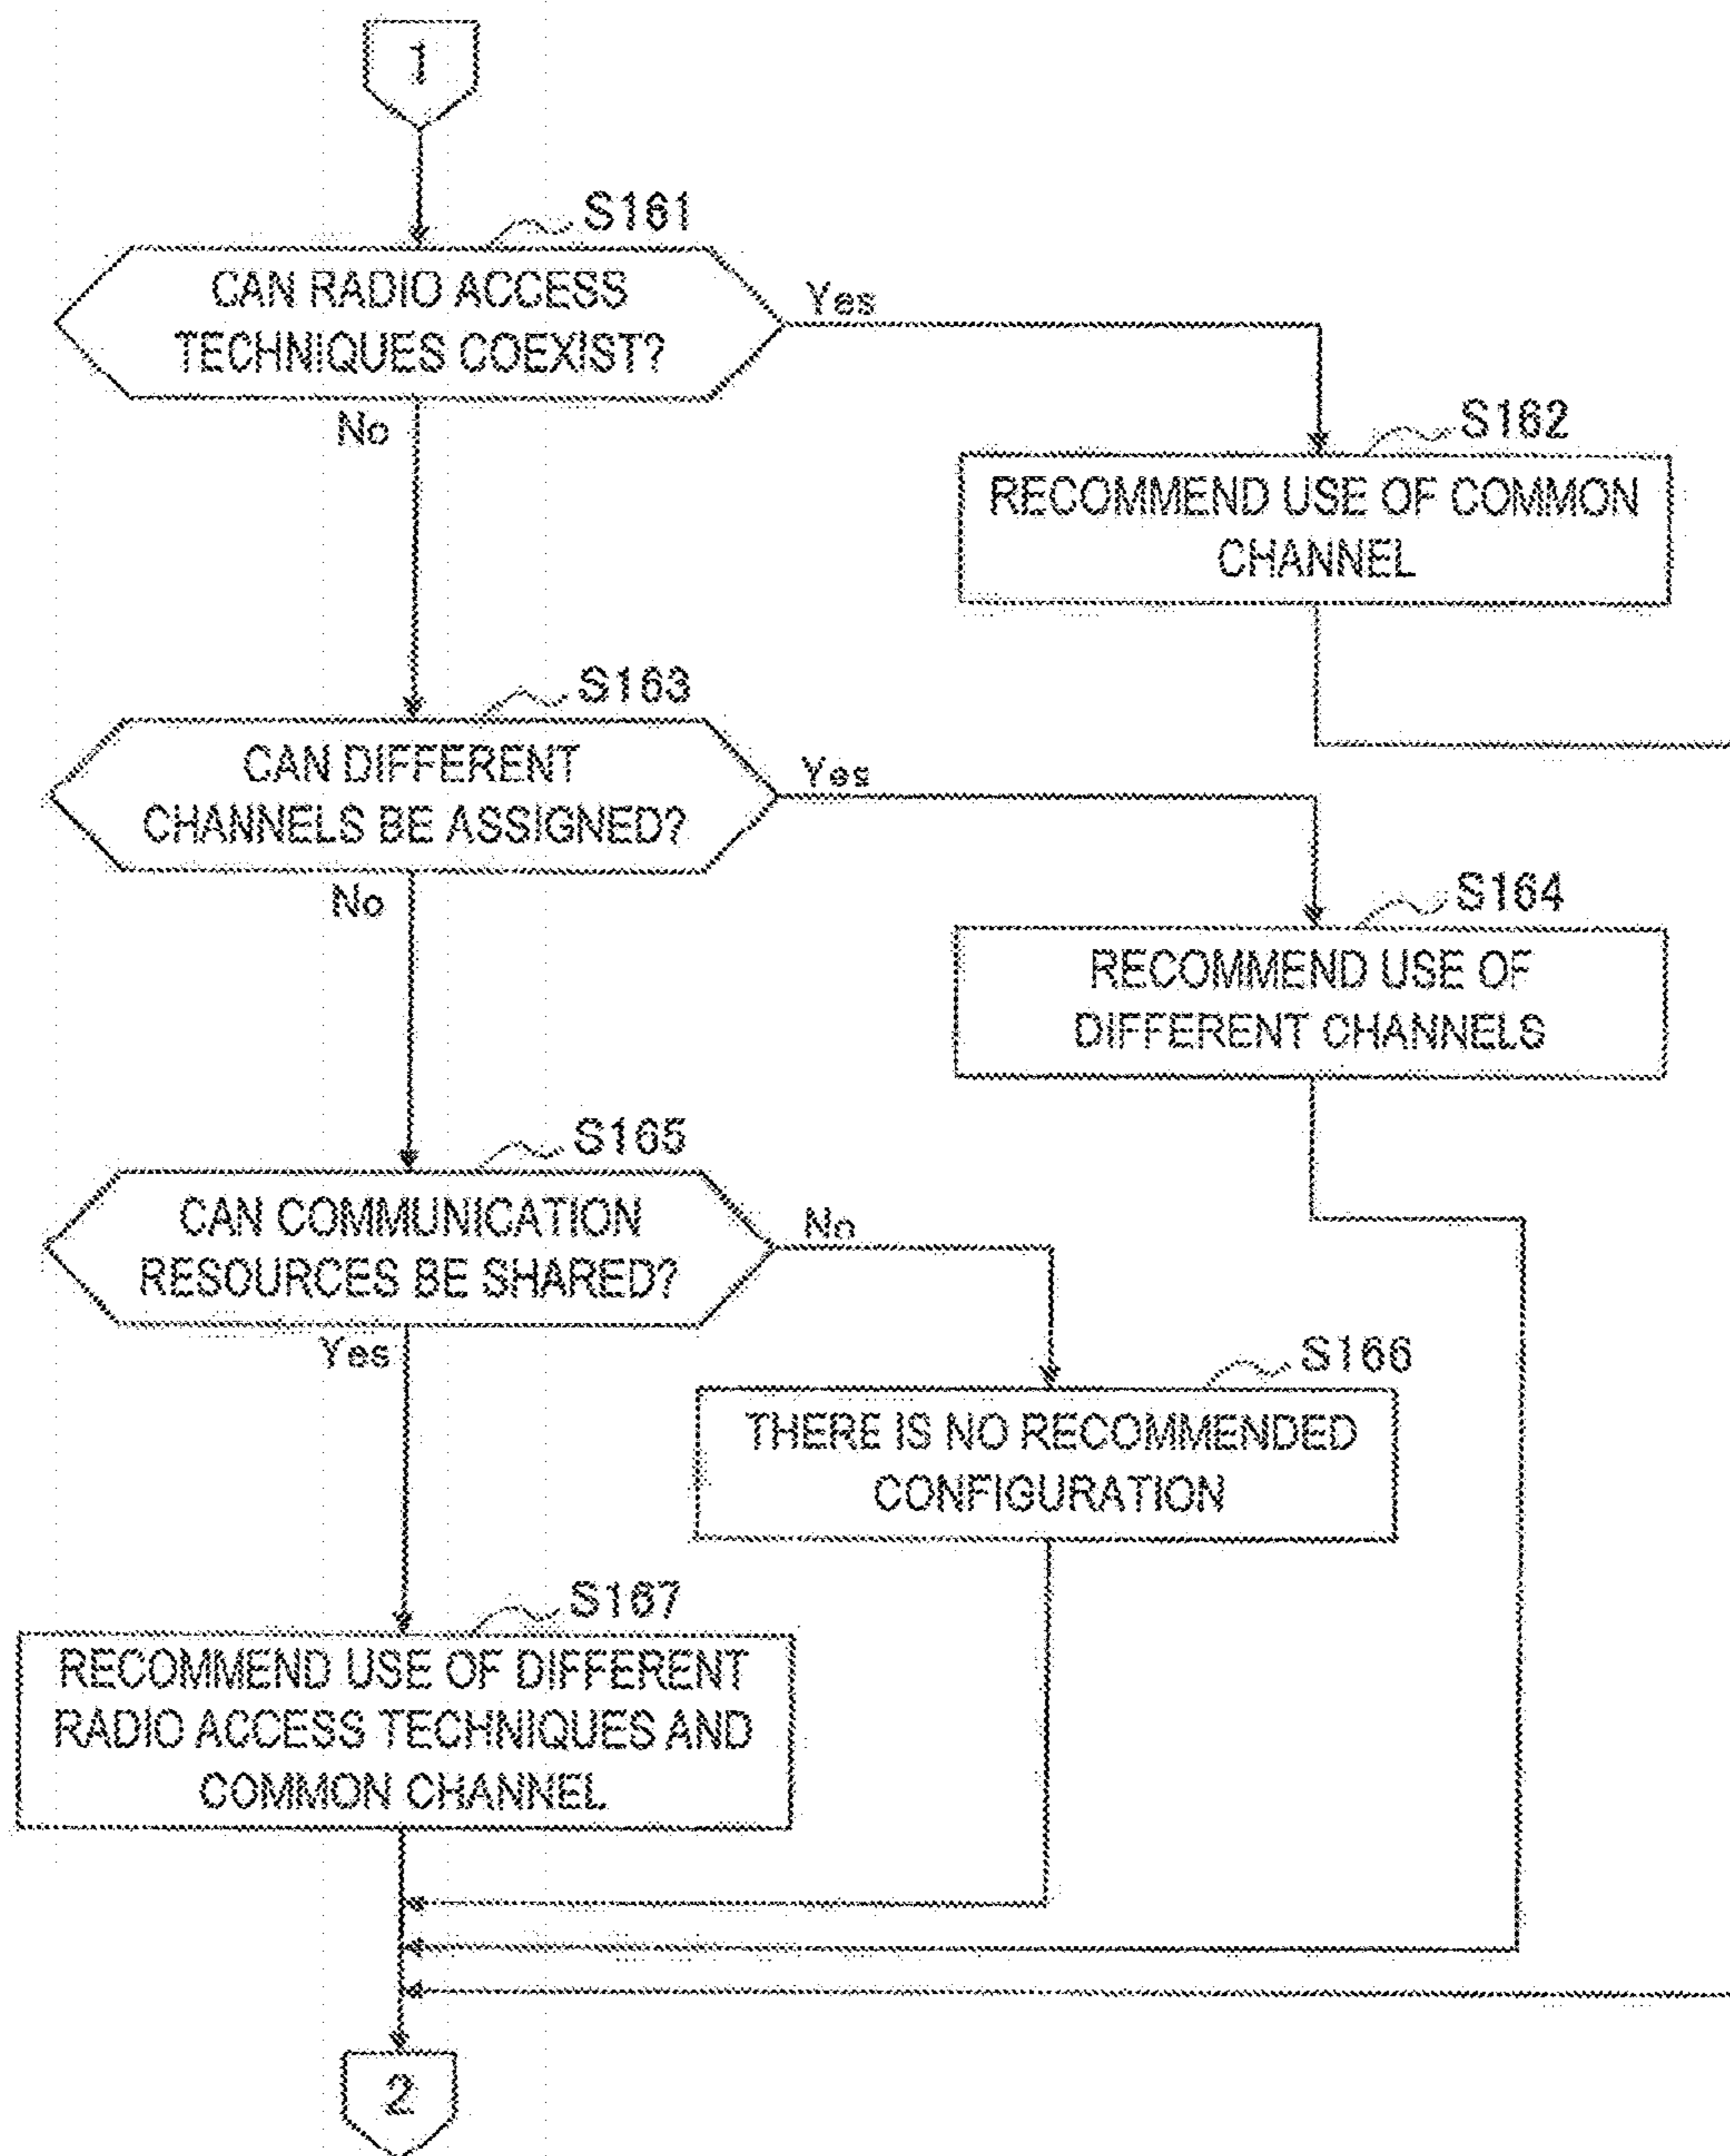 1
S161
CAN RADIO ACCESS
TECHNIQUES COEXIST?
Yes
No
S162
RECOMMEND USE OF COMMON
CHANNEL
S163
CAN DIFFERENT
CHANNELS BE ASSIGNED?
Yes
No
S164
RECOMMEND USE OF
DIFFERENT CHANNELS
S165
CAN COMMUNICATION
RESOURCES BE SHARED?
No
Yes
S166
THERE IS NO RECOMMENDED
CONFIGURATION
S167
RECOMMEND USE OF DIFFERENT
RADIO ACCESS TECHNIQUES AND
COMMON CHANNEL
2